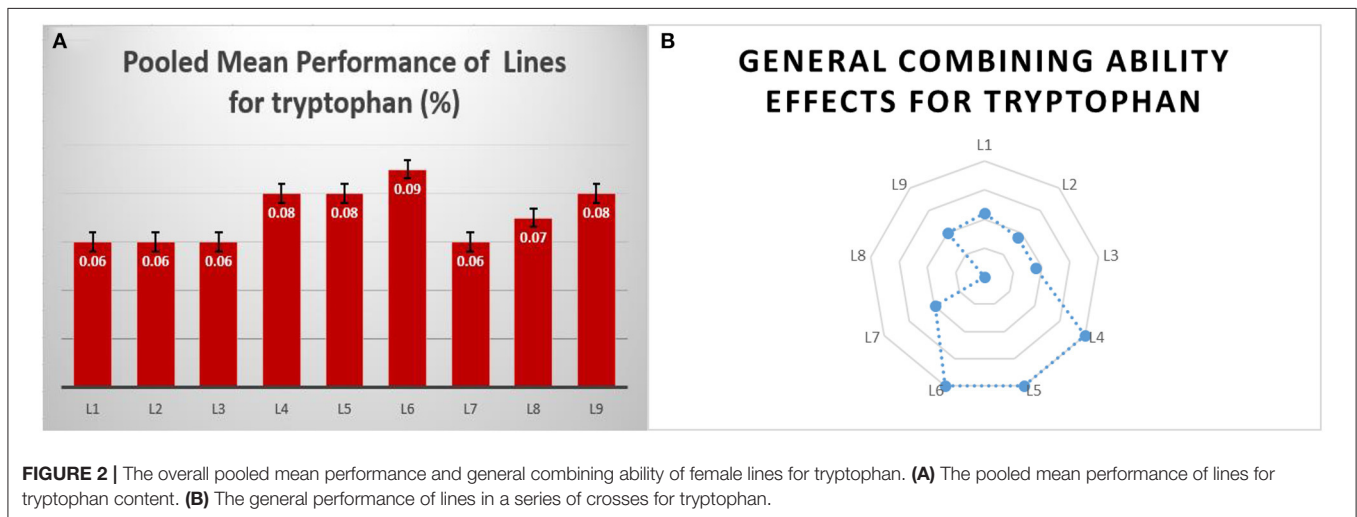 A
Pooled Mean Performance of Lines
for tryptophan (%)
0.06
0.06
0.06
0.08
0.08
0.09
0.06
0.07
0.08
L1
L2
L3
L4
L5
L6
L7
L8
L9
B
GENERAL COMBINING ABILITY
EFFECTS FOR TRYPTOPHAN
L1
L2
L3
L4
L5
L6
L7
L8
L9
FIGURE 2 | The overall pooled mean performance and general combining ability of female lines for tryptophan. (A) The pooled mean performance of lines for
tryptophan content. (B) The general performance of lines in a series of crosses for tryptophan.